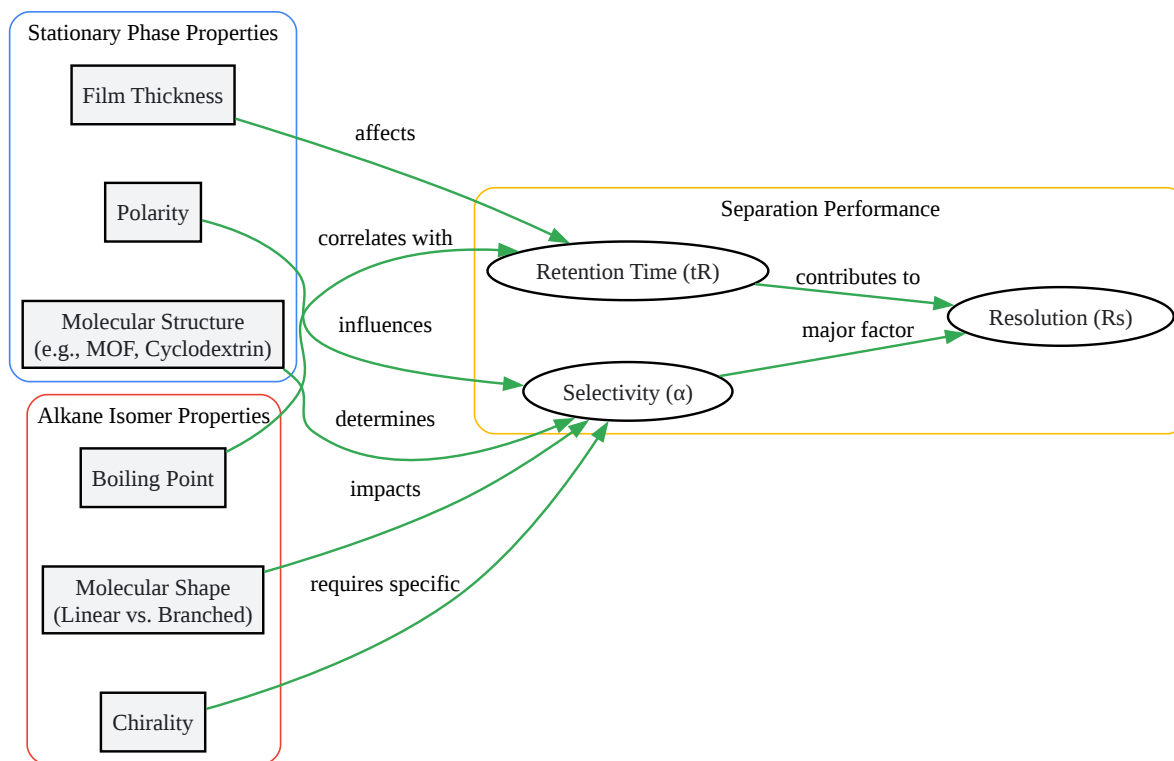 Stationary Phase Properties
Film Thickness
Polarity
Molecular Structure
(e.g., MOF, Cyclodextrin)
Alkane Isomer Properties
Boiling Point
Molecular Shape
(Linear vs. Branched)
Chirality
affects
correlates with
influences
determines
impacts
requires specific
Separation Performance
Retention Time (tR)
Selectivity (α)
contributes to
major factor
Resolution (Rs)